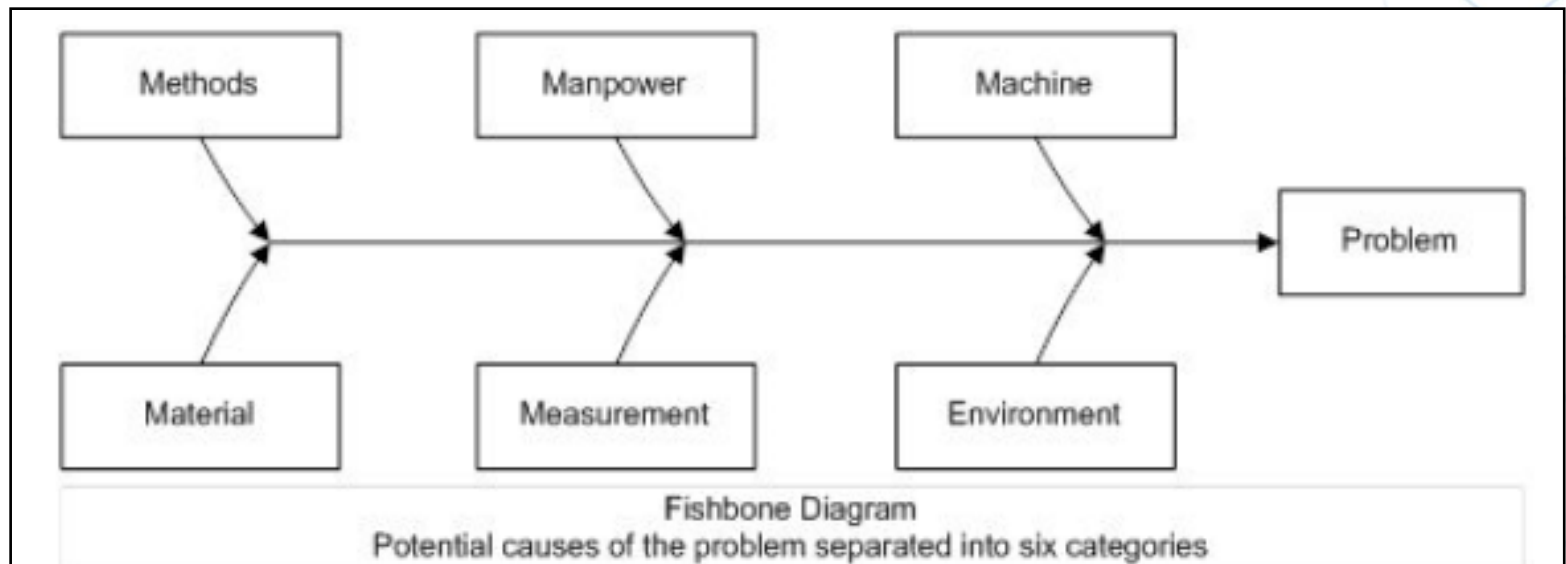 Methods
Manpower
Machine
Problem
Material
Measurement
Environment
Fishbone Diagram
Potential causes of the problem separated into six categories